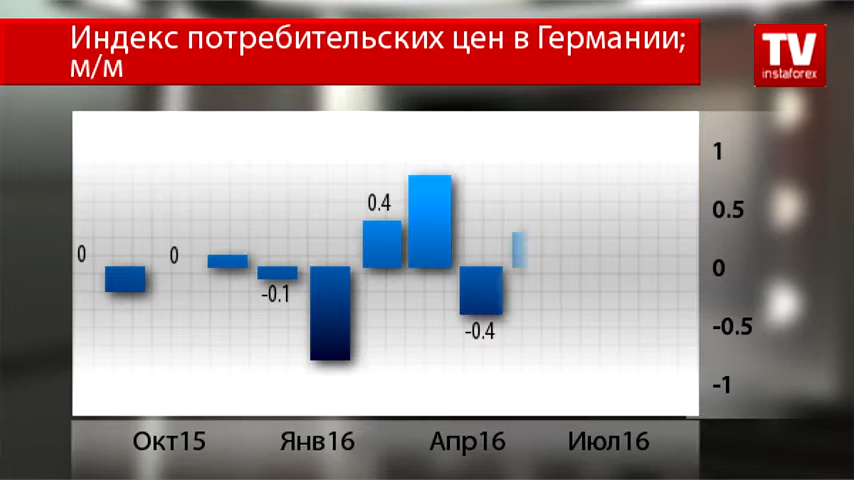 Индекс потребительских цен в Германии;
м/м
TV
instaforex
1
0.5
0
-0.5
-1
0
0
-0.1
0.4
-0.4
Окт15 Янв16 Апр16 Июл16